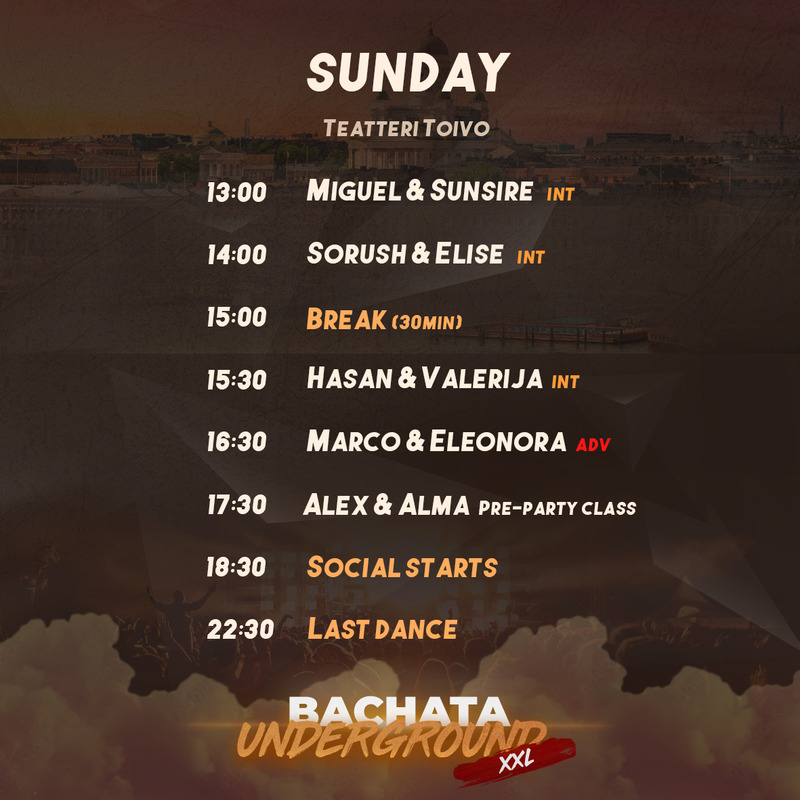 SUNDAY
TEATTERI TOIVO
13:00 MIGUEL & SUNSIRE INT
14:00 SORUSH & ELISE INT
15:00 BREAK (30MIN)
15:30 HASAN & VALERIJA INT
16:30 MARCO & ELEONORA ADV
17:30 ALEX & ALMA PRE-PARTY CLASS
18:30 SOCIAL STARTS
22:30 LAST DANCE
BACHATA
UNDERGROUND
XXL